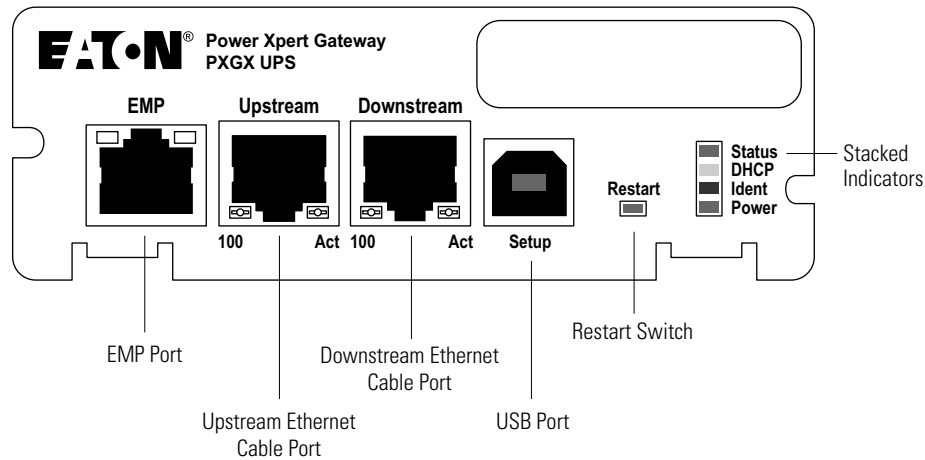 EATON® Power Xpert Gateway
PXGX UPS
EMP Upstream Downstream
Status
DHCP
Ident
Power
Stacked
Indicators
Restart
100 Act 100 Act Setup
Restart Switch
EMP Port
Downstream Ethernet
Cable Port
Upstream Ethernet
Cable Port
USB Port